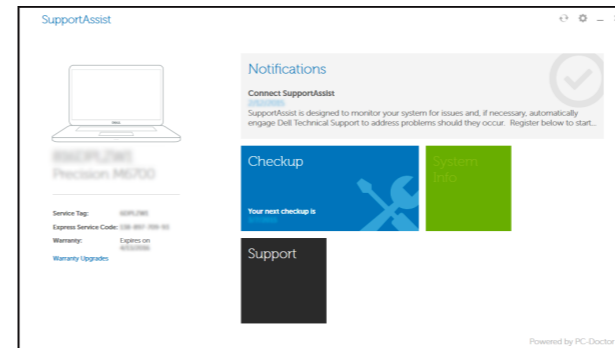 SupportAssist
Notifications
Connect SupportAssist
SupportAssist is designed to monitor your system for issues and, if necessary, automatically
engage Dell Technical Support to address problems should they occur. Register below to start...
Precision M6700
Checkup
System
Info
Your next checkup is
Service Tag:
Express Service Code:
Warranty: Expires on
Warranty Upgrades
Support
Powered by PC-Doctor